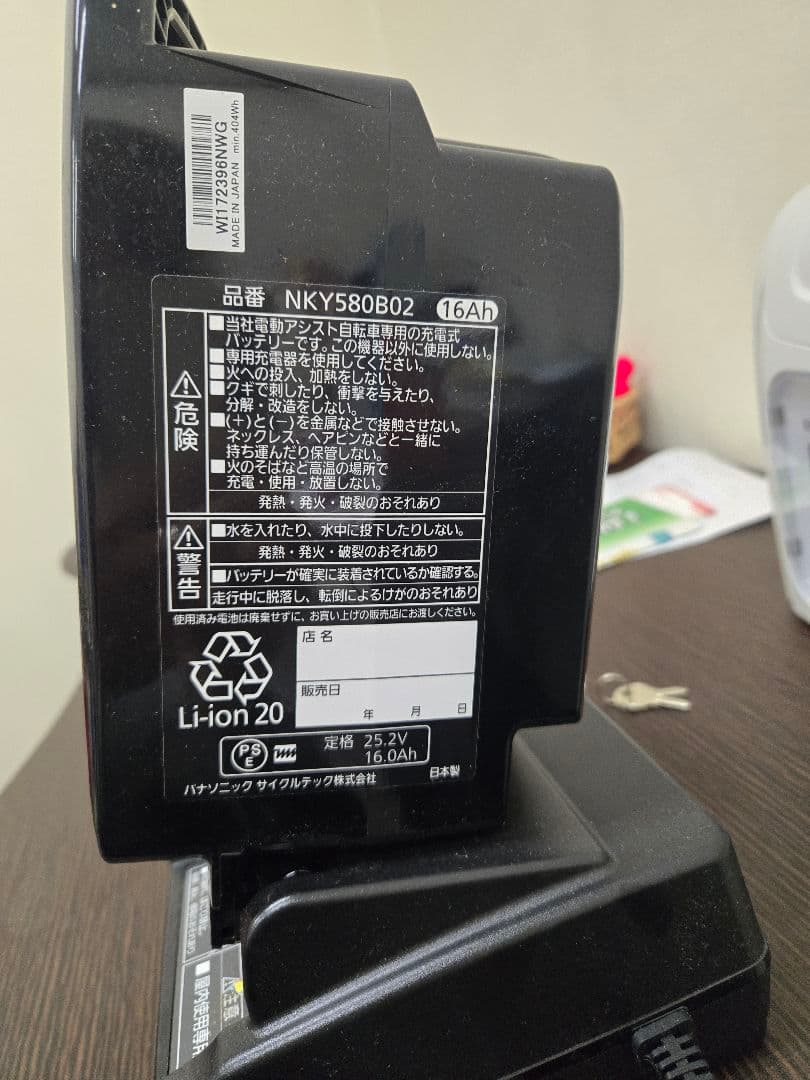 WI172396NWG
MADE IN JAPAN min.404Wh
品番 NKY580B02 16Ah
危険
■当社電動アシスト自転車専用の充電式
バッテリーです。この機器以外に使用しない。
■専用充電器を使用してください。
■火への投入、加熱をしない。
■クギで刺したり、衝撃を与えたり、
分解・改造をしない。
■(+)と(−)を金属などで接触させない。
ネックレス、ヘアピンなどと一緒に
持ち運んだり保管しない。
■火のそばなど高温の場所で
充電・使用・放置しない。
発熱・発火・破裂のおそれあり
警告
■水を入れたり、水中に投下したりしない。
発熱・発火・破裂のおそれあり
■バッテリーが確実に装着されているか確認する。
走行中に脱落し、転倒によるけがのおそれあり
使用済み電池は廃棄せずに、お買い上げの販売店にお渡しください。
店名
販売日
年 月 日
Li-ion 20
PS
E
定格 25.2V
16.0Ah
パナソニック サイクルテック株式会社
日本製
注意
■屋内使用専